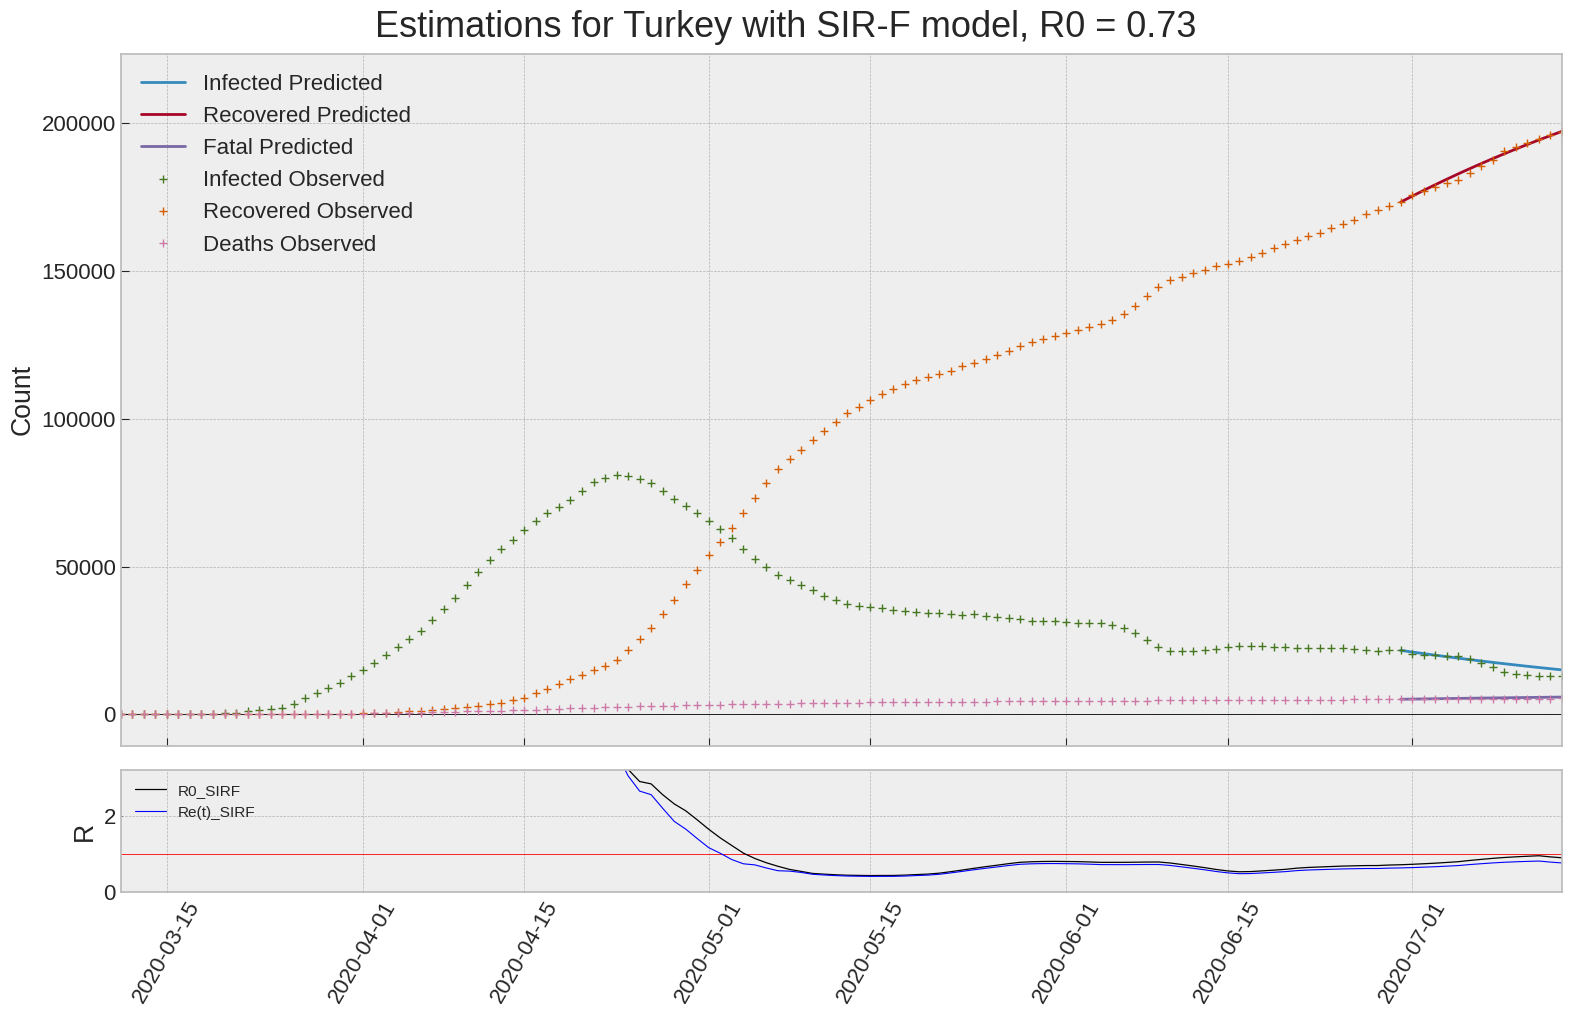 Estimations for Turkey with SIR-F model, R0 = 0.73
Infected Predicted
Recovered Predicted
Fatal Predicted
Infected Observed
Recovered Observed
Deaths Observed
200000
150000
100000
50000
0
Count
R0_SIRF
Re(t)_SIRF
2
0
R
2020-03-15
2020-04-01
2020-04-15
2020-05-01
2020-05-15
2020-06-01
2020-06-15
2020-07-01